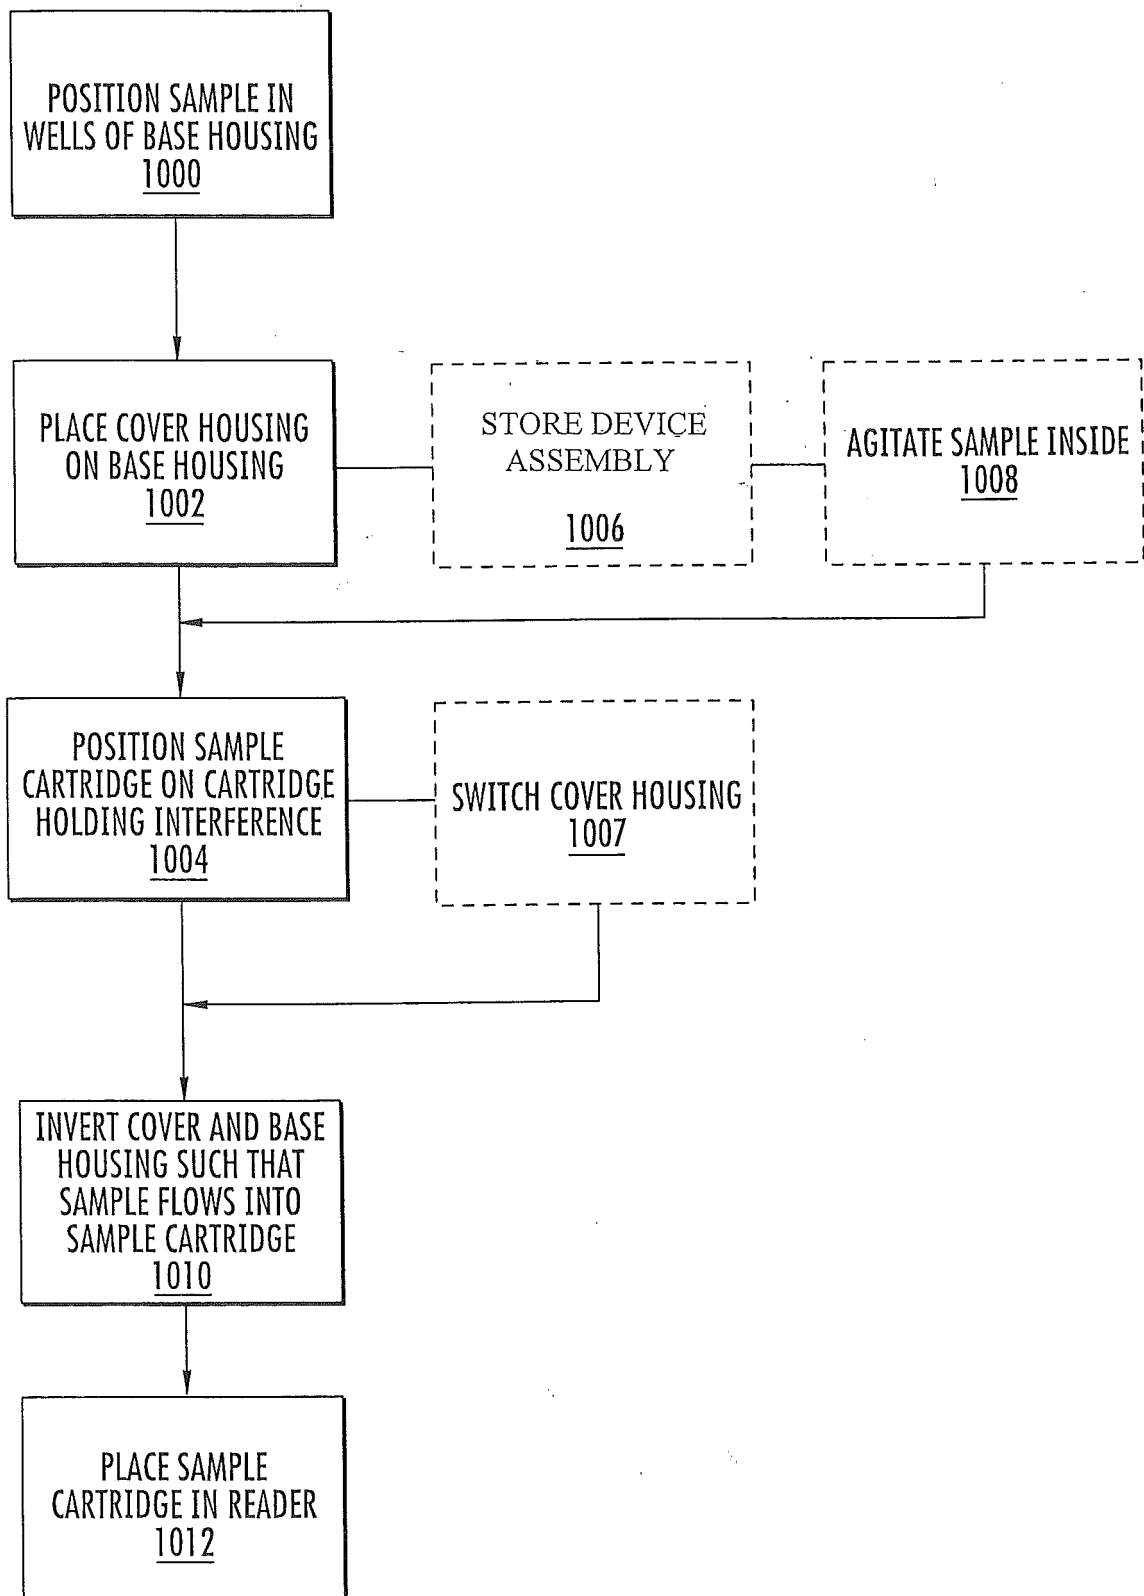 POSITION SAMPLE IN
WELLS OF BASE HOUSING
1000
PLACE COVER HOUSING
ON BASE HOUSING
1002
STORE DEVICE
ASSEMBLY
1006
AGITATE SAMPLE INSIDE
1008
POSITION SAMPLE
CARTRIDGE ON CARTRIDGE
HOLDING INTERFERENCE
1004
SWITCH COVER HOUSING
1007
INVERT COVER AND BASE
HOUSING SUCH THAT
SAMPLE FLOWS INTO
SAMPLE CARTRIDGE
1010
PLACE SAMPLE
CARTRIDGE IN READER
1012